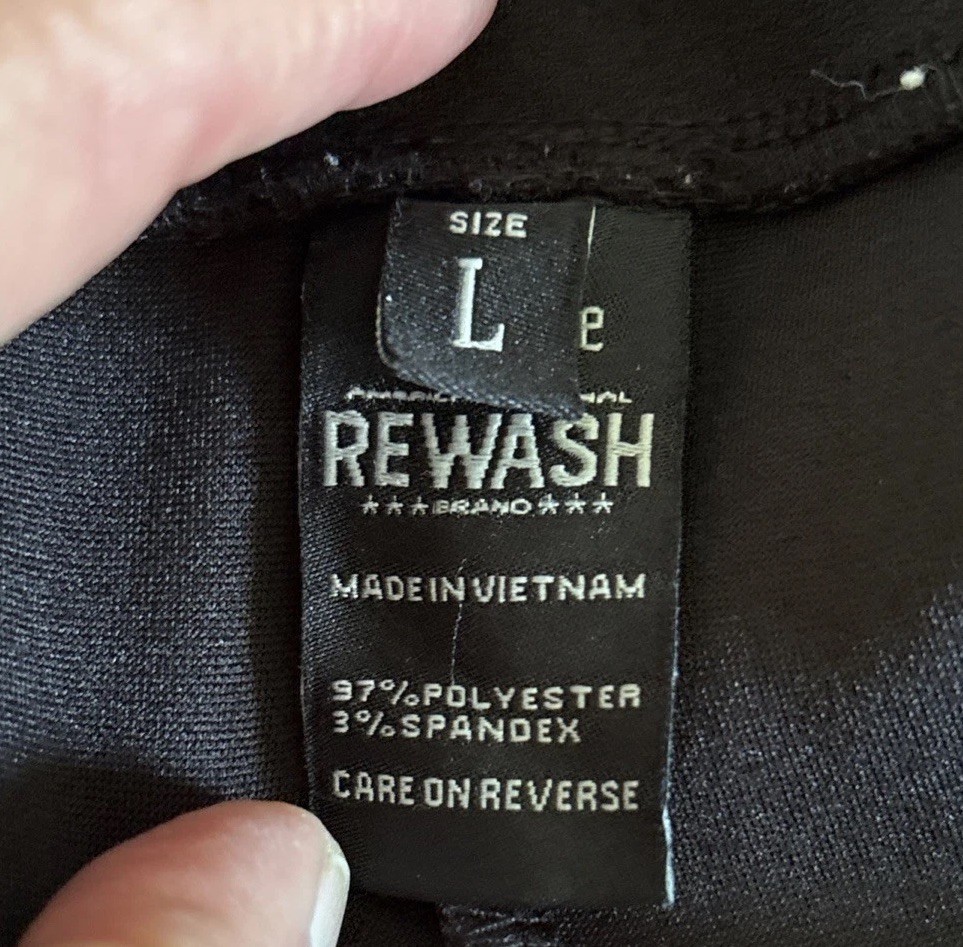 SIZE
L
e
REWASH
★★★BRAND★★★
MADE IN VIETNAM
97% POLYESTER
3% SPANDEX
CARE ON REVERSE